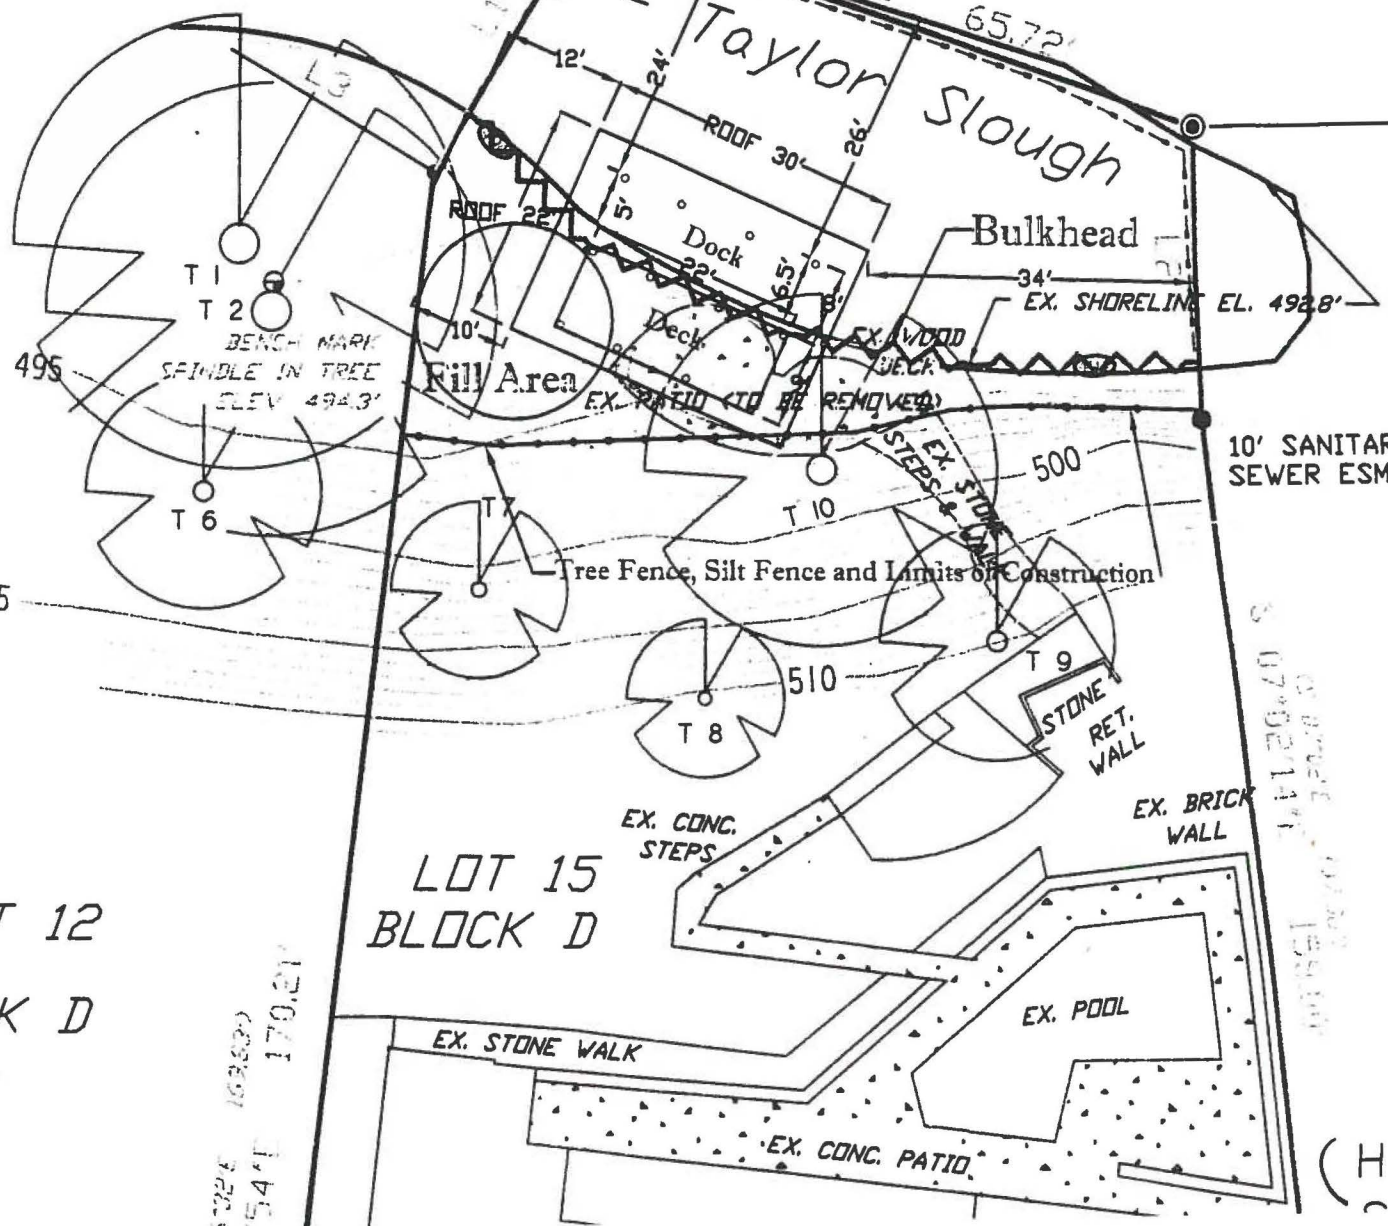 65.72'
Taylor Slough
L3
12'
24'
ROOF 30'
26'
ROOF 22'
5'
Dock
22'
6.5'
8'
Bulkhead
34'
EX. SHORELINE EL. 492.8'
T 1
T 2
BENCH MARK
SPINDLE IN TREE
ELEV 494.3'
495
10'
Fill Area
Deck
EX. WOOD
DECK
EX. PATIO (TO BE REMOVED)
EX. STONE
STEPS &
500
10' SANITAR
SEWER ESM
T 6
T 7
T 10
Tree Fence, Silt Fence and Limits of Construction
5
T 9
510
T 8
STONE
RET.
WALL
EX. CONC.
STEPS
EX. BRICK
WALL
LOT 15
BLOCK D
T 12
K D
170.21'
EX. STONE WALK
EX. POOL
EX. CONC. PATIO
54'E
(H